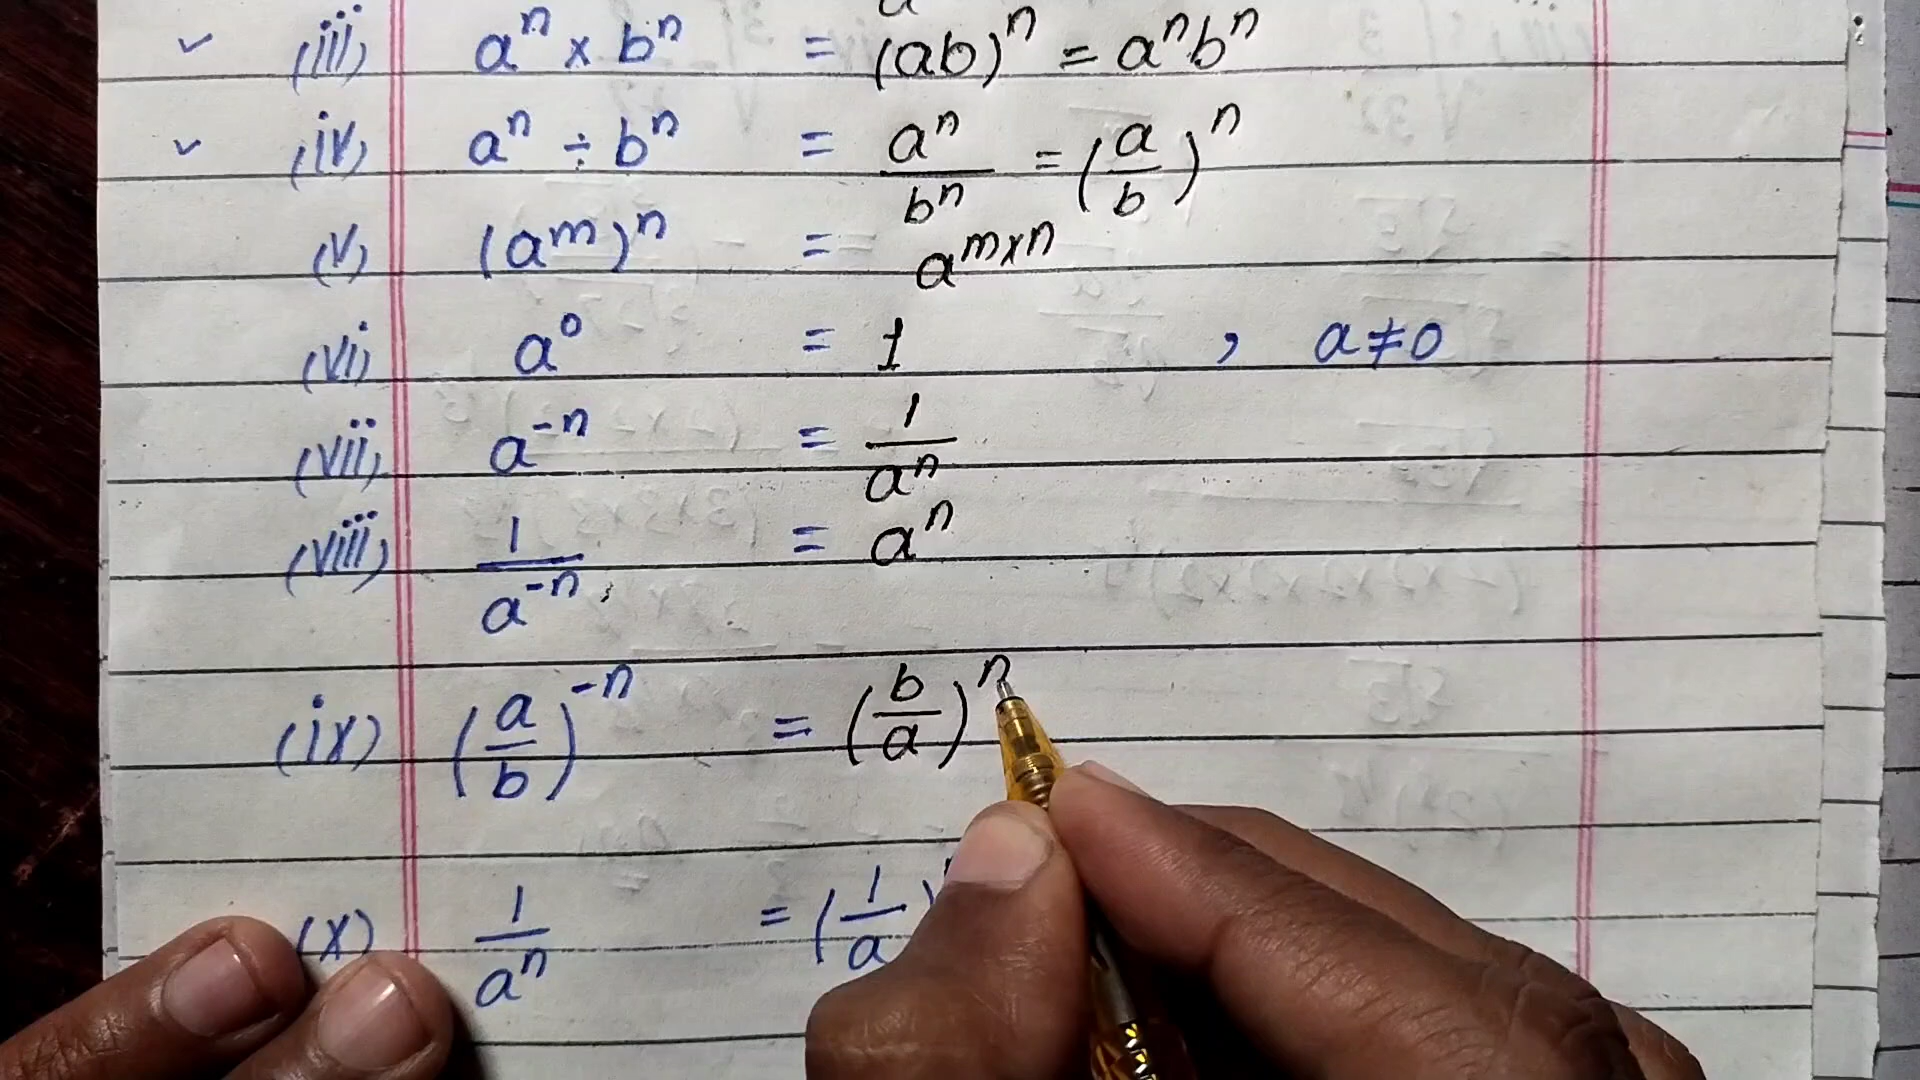 (iii) aⁿ × bⁿ = (ab)ⁿ = aⁿbⁿ
(iv) aⁿ ÷ bⁿ = aⁿ/bⁿ = (a/b)ⁿ
(v) (aᵐ)ⁿ = aᵐˣⁿ
(vi) a⁰ = 1 , a ≠ 0
(vii) a⁻ⁿ = 1/aⁿ
(viii) 1/a⁻ⁿ = aⁿ
(ix) (a/b)⁻ⁿ = (b/a)ⁿ
(x) 1/aⁿ = (1/a)